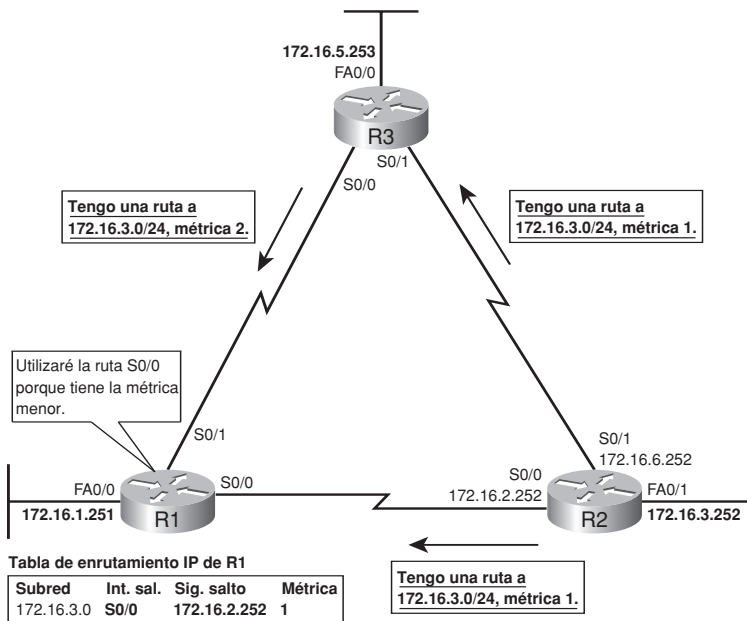 172.16.5.253
FA0/0
R3
S0/1
S0/0
Tengo una ruta a
172.16.3.0/24, métrica 2.
Tengo una ruta a
172.16.3.0/24, métrica 1.
Utilizaré la ruta S0/0
porque tiene la métrica
menor.
S0/1
S0/1
172.16.6.252
FA0/0
S0/0
S0/0
172.16.2.252
FA0/1
172.16.1.251
R1
R2
172.16.3.252
Tabla de enrutamiento IP de R1
Subred Int. sal. Sig. salto Métrica
172.16.3.0 S0/0 172.16.2.252 1
Tengo una ruta a
172.16.3.0/24, métrica 1.